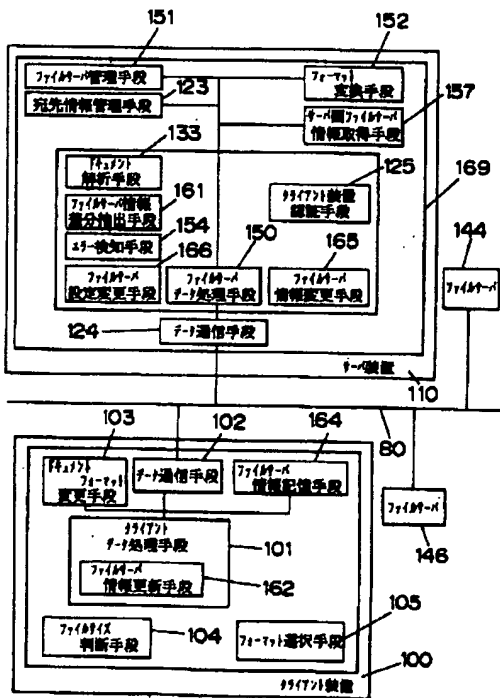 151
152
ファイルサーバ管理手段
フォーマット
変換手段
宛先情報管理手段
123
157
サーバ間ファイルサーバ
情報取得手段
133
125
169
ドキュメント
解析手段
161
クライアント装置
認証手段
ファイルサーバ情報
差分抽出手段
154
エラー検知手段
166
150
165
144
ファイルサーバ
設定変更手段
ファイルサーバ
データ処理手段
ファイルサーバ
情報変更手段
ファイルサーバ
124
データ通信手段
サーバ装置
110
80
103
102
164
ドキュメント
フォーマット
変更手段
データ通信手段
ファイルサーバ
情報記憶手段
ファイルサーバ
146
クライアント
データ処理手段
101
ファイルサーバ
情報更新手段
162
105
ファイルサイズ
判断手段
104
フォーマット選択手段
100
クライアント装置